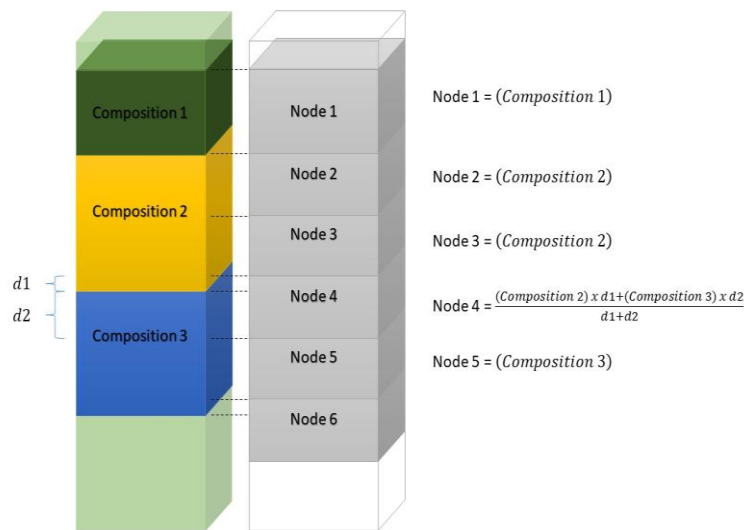 Composition 1
Composition 2
Composition 3
d1
d2
Node 1
Node 2
Node 3
Node 4
Node 5
Node 6
Node 1 = (Composition 1)
Node 2 = (Composition 2)
Node 3 = (Composition 2)
Node 4 = (Composition 2) x d1+(Composition 3) x d2
d1+d2
Node 5 = (Composition 3)